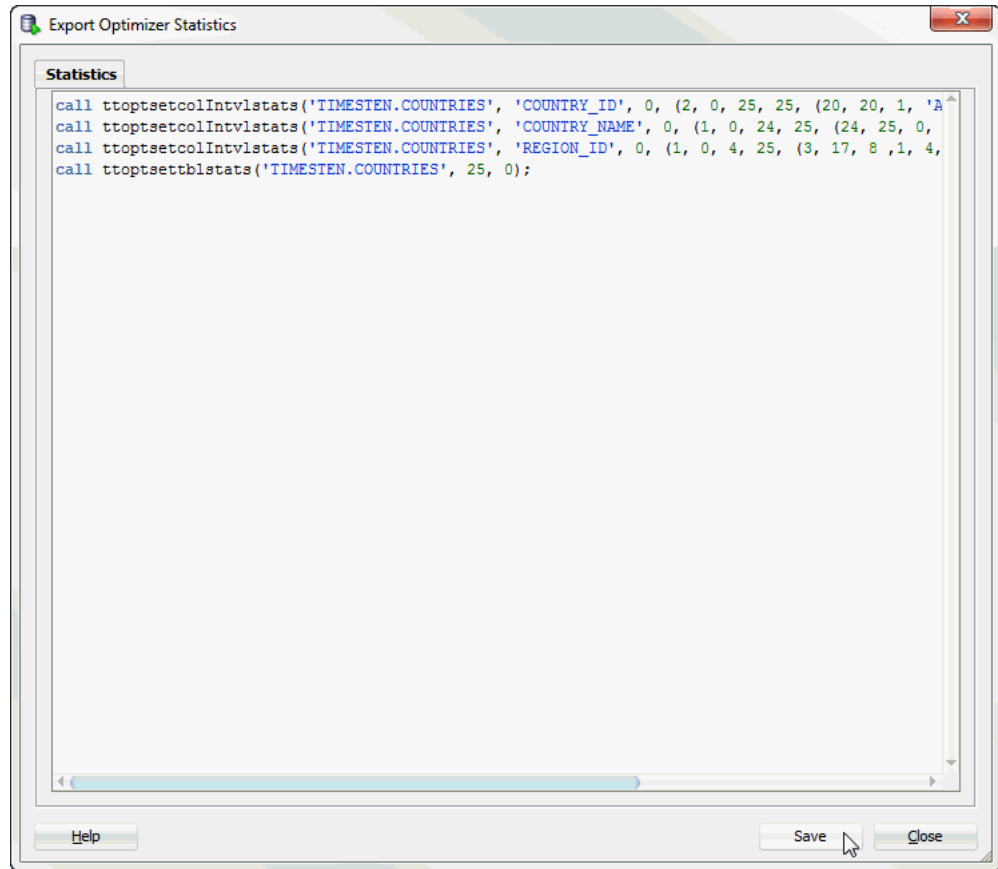 Export Optimizer Statistics
Statistics
call ttoptsetcolIntvlstats('TIMESTEN.COUNTRIES', 'COUNTRY_ID', 0, (2, 0, 25, 25, (20, 20, 1, 'A
call ttoptsetcolIntvlstats('TIMESTEN.COUNTRIES', 'COUNTRY_NAME', 0, (1, 0, 24, 25, (24, 25, 0,
call ttoptsetcolIntvlstats('TIMESTEN.COUNTRIES', 'REGION_ID', 0, (1, 0, 4, 25, (3, 17, 8 ,1, 4,
call ttoptsettblstats('TIMESTEN.COUNTRIES', 25, 0);
Help
Save
Close